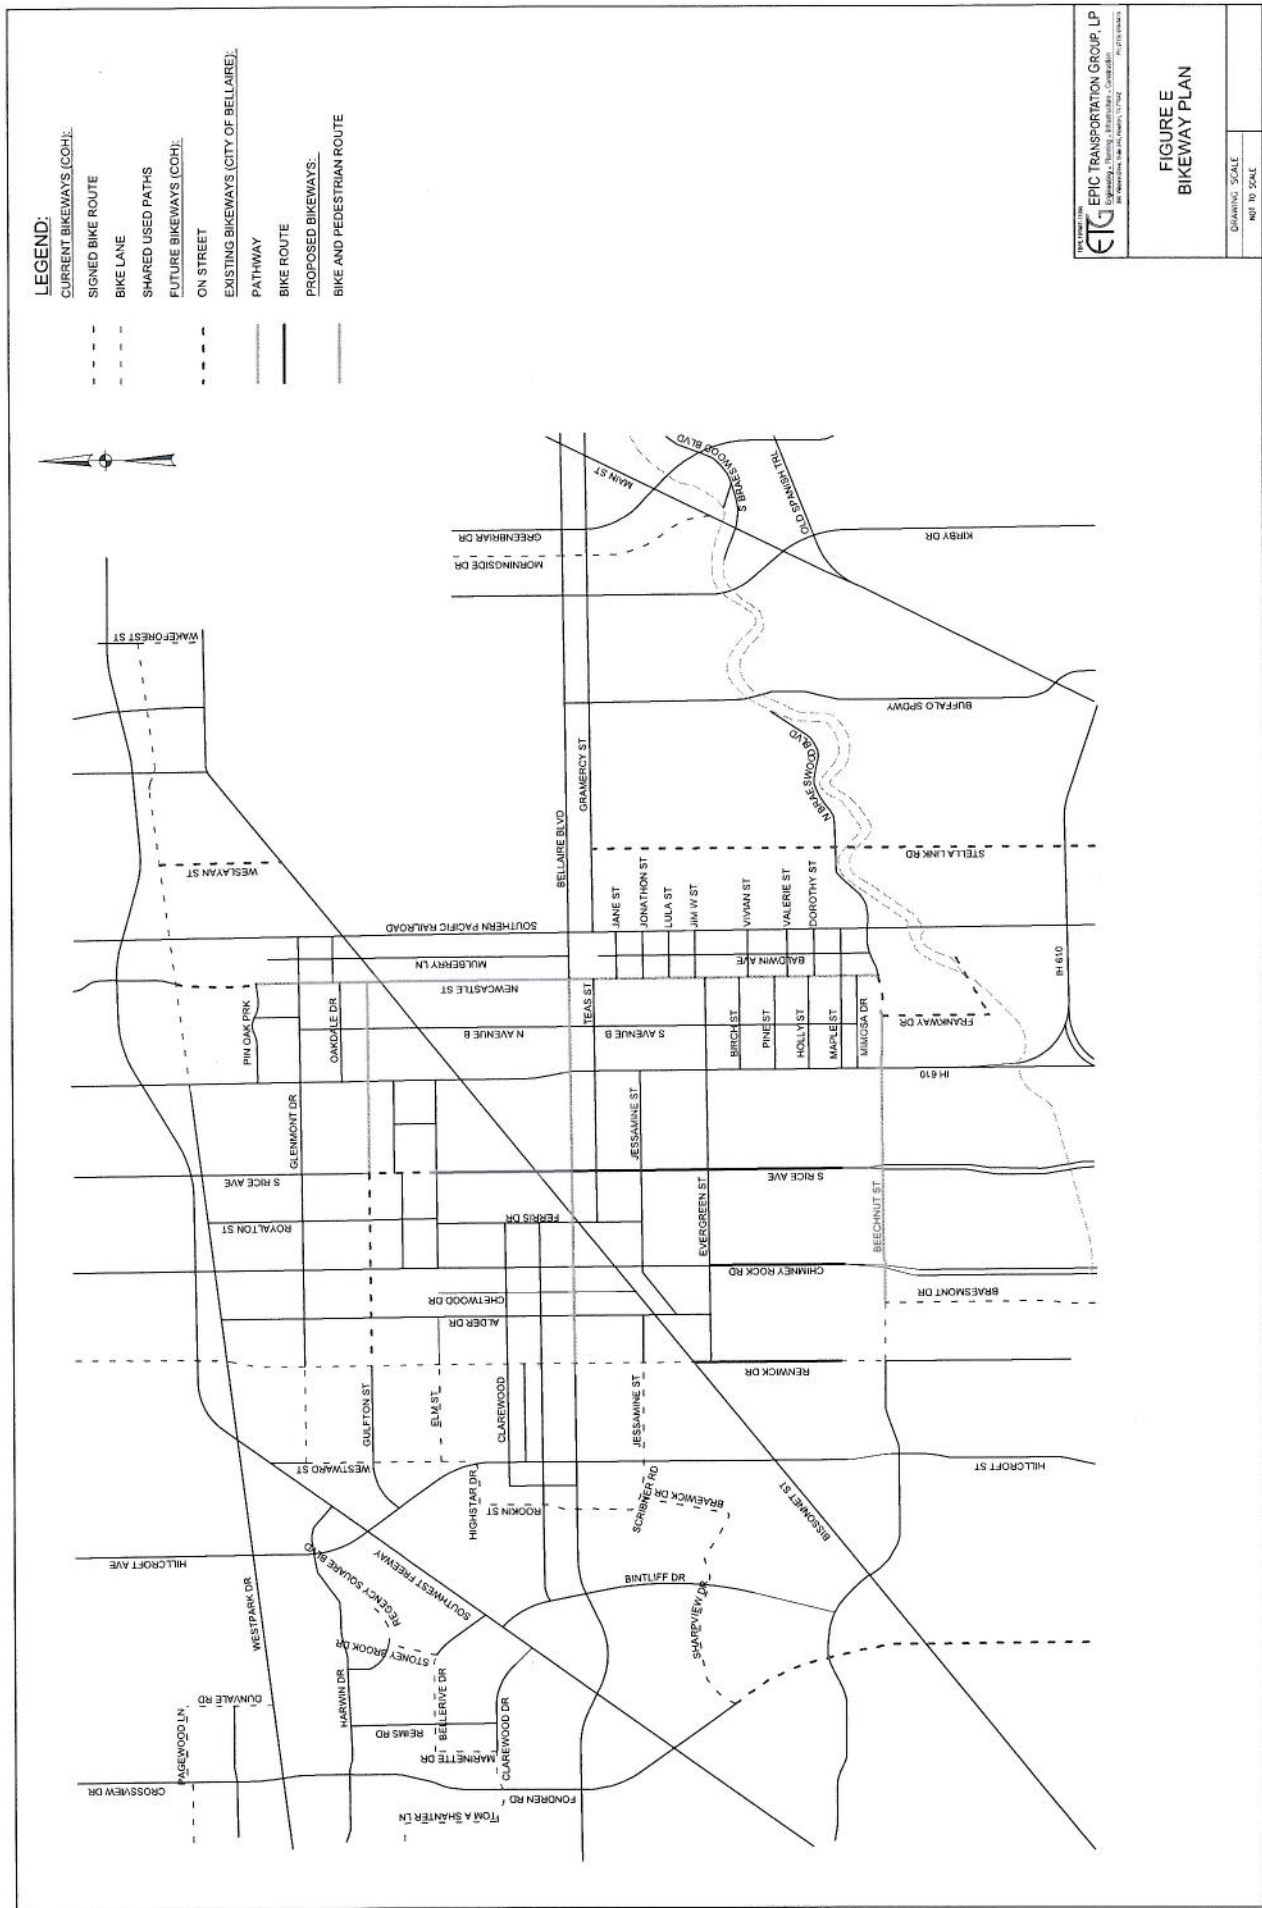 LEGEND:
CURRENT BIKEWAYS (COH):
SIGNED BIKE ROUTE
BIKE LANE
SHARED USED PATHS
FUTURE BIKEWAYS (COH):
ON STREET
EXISTING BIKEWAYS (CITY OF BELLAIRE):
PATHWAY
BIKE ROUTE
PROPOSED BIKEWAYS:
BIKE AND PEDESTRIAN ROUTE
WAKEFOREST ST
WESLAYAN ST
GREENBRIAR DR
MORNINGSIDE DR
MAIN ST
S BRAESWOOD BLVD
OLD SPANISH TRL
KIRBY DR
BUFFALO SPDWY
N BRAESWOOD BLVD
BELLAIRE BLVD
GRAMERCY ST
STELLA LINK RD
SOUTHERN PACIFIC RAILROAD
MULBERRY LN
NEWCASTLE ST
JANE ST
JONATHON ST
LULA ST
JIM W ST
VIVIAN ST
VALERIE ST
DOROTHY ST
BALDWIN AVE
PIN OAK PRK
OAKDALE DR
N AVENUE B
TEAS ST
S AVENUE B
BIRCH ST
PINE ST
HOLLY ST
MAPLE ST
MIMOSA DR
FRANKWAY DR
IH 610
IH 610
GLENMONT DR
JESSAMINE ST
S RICE AVE
S RICE AVE
EVERGREEN ST
BEECHNUT ST
ROYALTON ST
FERRIS DR
CHIMNEY ROCK RD
CHETWOOD DR
ALDER DR
BRAESMONT DR
RENWICK DR
GULFTON ST
ELM ST
CLAREWOOD
JESSAMINE ST
WESTWARD ST
HILLCROFT ST
HIGHSTAR DR
ROOKIN ST
SCRIBNER RD
BRAEWICK DR
BISSONNET ST
HILLCROFT AVE
REGENCY SQUARE BLVD
SOUTHWEST FREEWAY
BINTLIFF DR
SHARPVIEW DR
WESTPARK DR
STONEY BROOK DR
HARWIN DR
DUNVALE RD
PAGEWOOD LN
REIMS RD
BELLERIVE DR
MARINETTE DR
CLAREWOOD DR
CROSSVIEW DR
FONDREN RD
TOM A SHANTER LN
ETG EPIC TRANSPORTATION GROUP, LP
FIGURE E
BIKEWAY PLAN
DRAWING SCALE
NOT TO SCALE